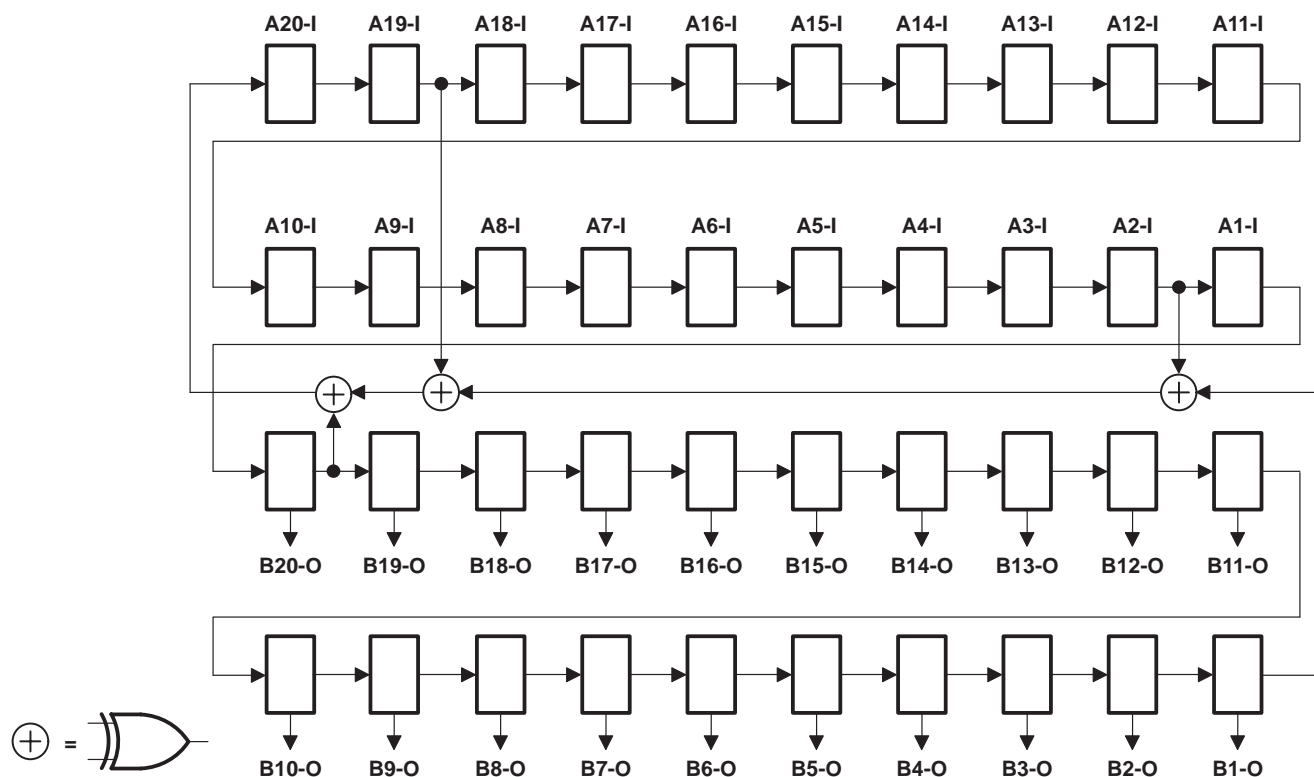 A20-I A19-I A18-I A17-I A16-I A15-I A14-I A13-I A12-I A11-I
A10-I A9-I A8-I A7-I A6-I A5-I A4-I A3-I A2-I A1-I
B20-O B19-O B18-O B17-O B16-O B15-O B14-O B13-O B12-O B11-O
=
B10-O B9-O B8-O B7-O B6-O B5-O B4-O B3-O B2-O B1-O